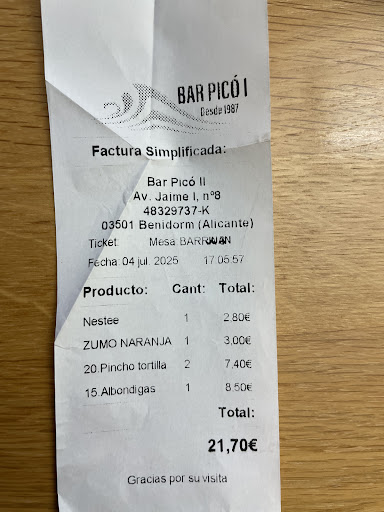 BAR PICÓ I
Desde 1987
Factura Simplificada:
Bar Picó II
Av. Jaime I, nº8
48329737-K
03501 Benidorm (Alicante)
Ticket: Mesa BARRA
Fecha: 04 jul. 2025 17:05:57
Producto: Cant: Total:
Nestee 1 2,80€
ZUMO NARANJA 1 3,00€
20.Pincho tortilla 2 7,40€
15.Albondigas 1 8,50€
Total:
21,70€
Gracias por su visita